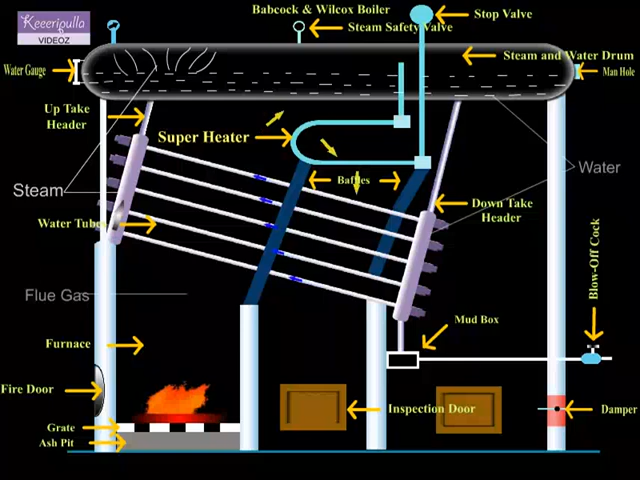 Babcock & Wilcox Boiler
Stop Valve
Keeeripulla
VIDEOZ
Steam Safety Valve
Steam and Water Drum
Water Gauge
Man Hole
Up Take
Header
Super Heater
Steam
Baffles
Water
Water Tubes
Down Take
Header
Blow-Off Cock
Flue Gas
Mud Box
Furnace
Fire Door
Inspection Door
Damper
Grate
Ash Pit